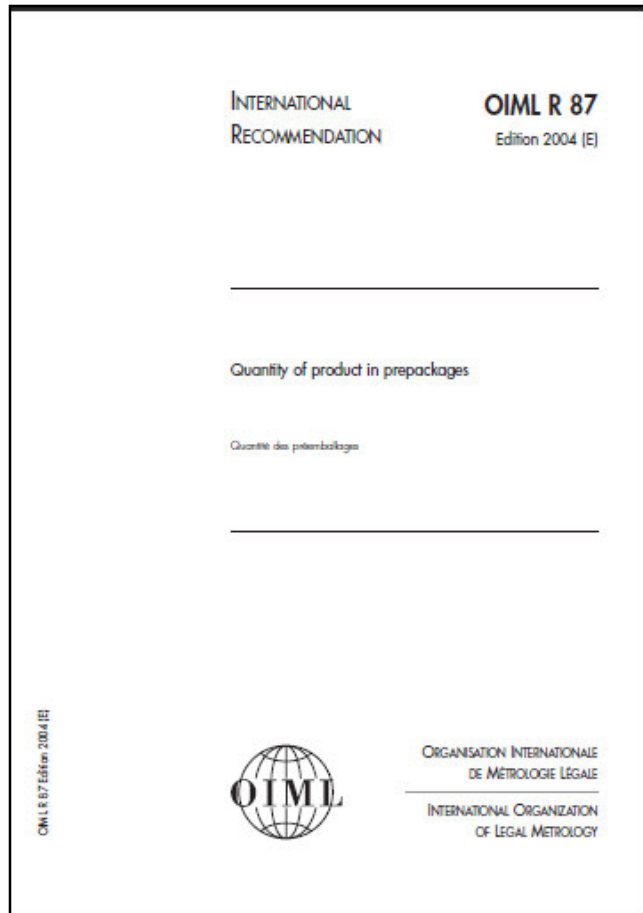 INTERNATIONAL
RECOMMENDATION
OIML R 87
Edition 2004 (E)
Quantity of product in prepackages
Quantité des préemballages
OIML R 87 Edition 2004 (E)
OIML
ORGANISATION INTERNATIONALE
DE MÉTROLOGIE LÉGALE
INTERNATIONAL ORGANIZATION
OF LEGAL METROLOGY